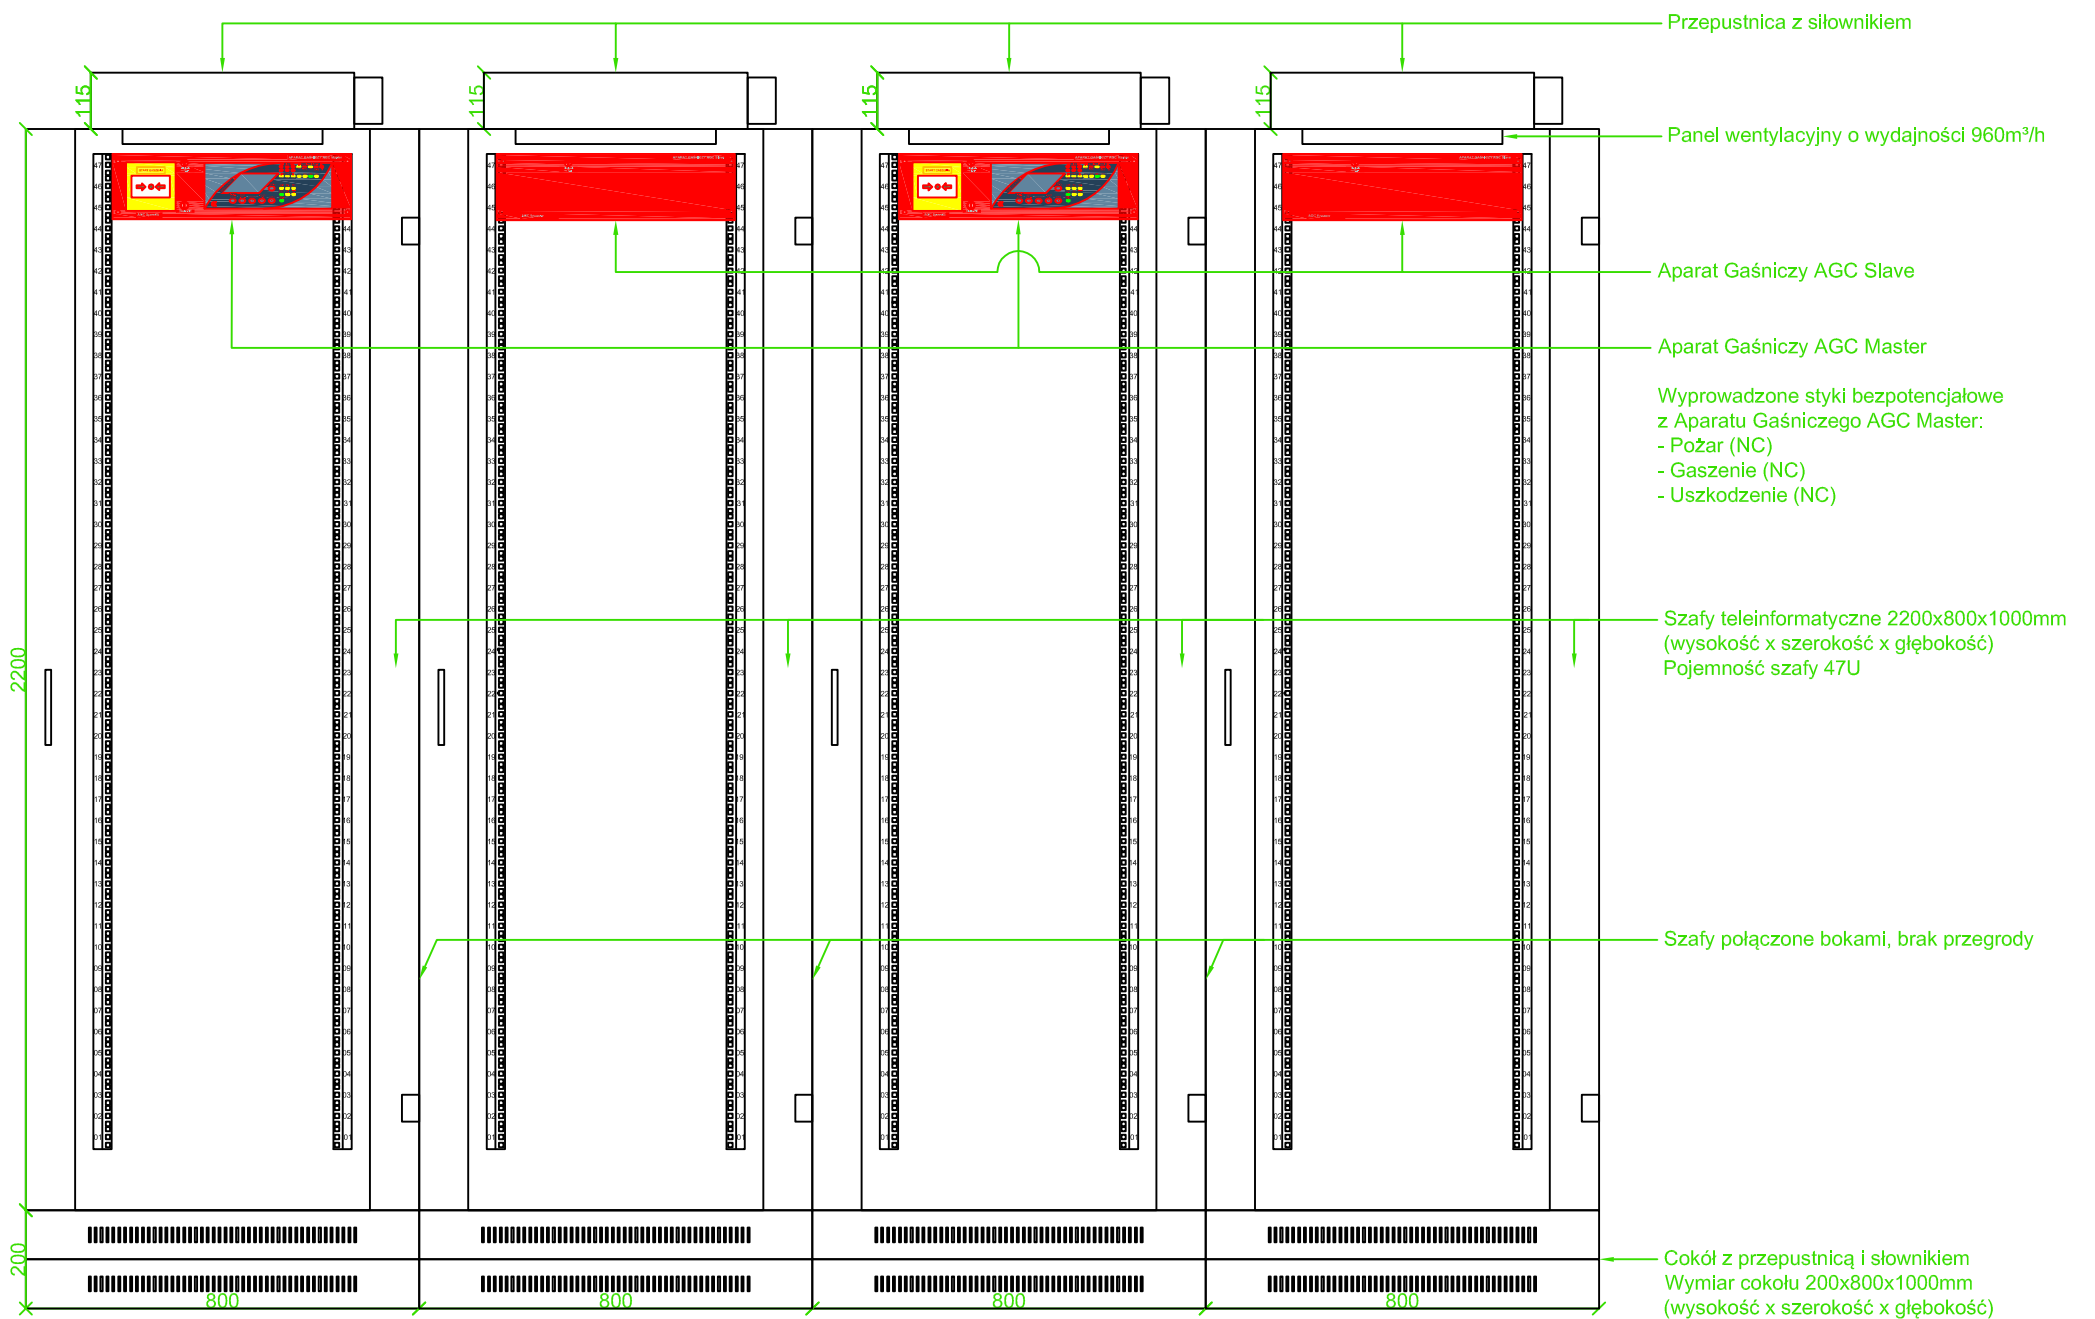 Przepustnica z siłownikiem
115
115
115
115
Panel wentylacyjny o wydajności 960m³/h
Aparat Gaśniczy AGC Slave
Aparat Gaśniczy AGC Master
Wyprowadzone styki bezpotencjałowe
z Aparatu Gaśniczego AGC Master:
- Pożar (NC)
- Gaszenie (NC)
- Uszkodzenie (NC)
2200
Szafy teleinformatyczne 2200x800x1000mm
(wysokość x szerokość x głębokość)
Pojemność szafy 47U
Szafy połączone bokami, brak przegrody
200
Cokół z przepustnicą i słownikiem
Wymiar cokołu 200x800x1000mm
(wysokość x szerokość x głębokość)
800
800
800
800